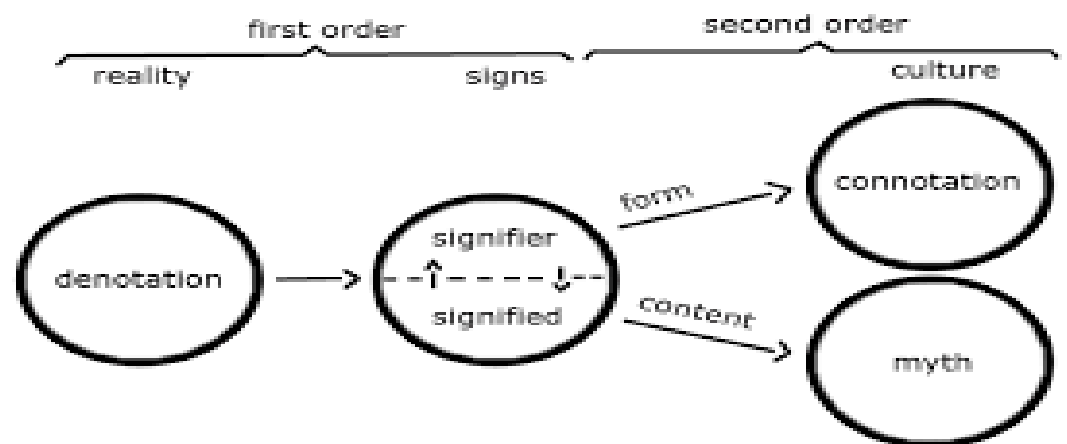 first order
second order
reality
signs
culture
connotation
form
signifier
denotation
signified
content
myth